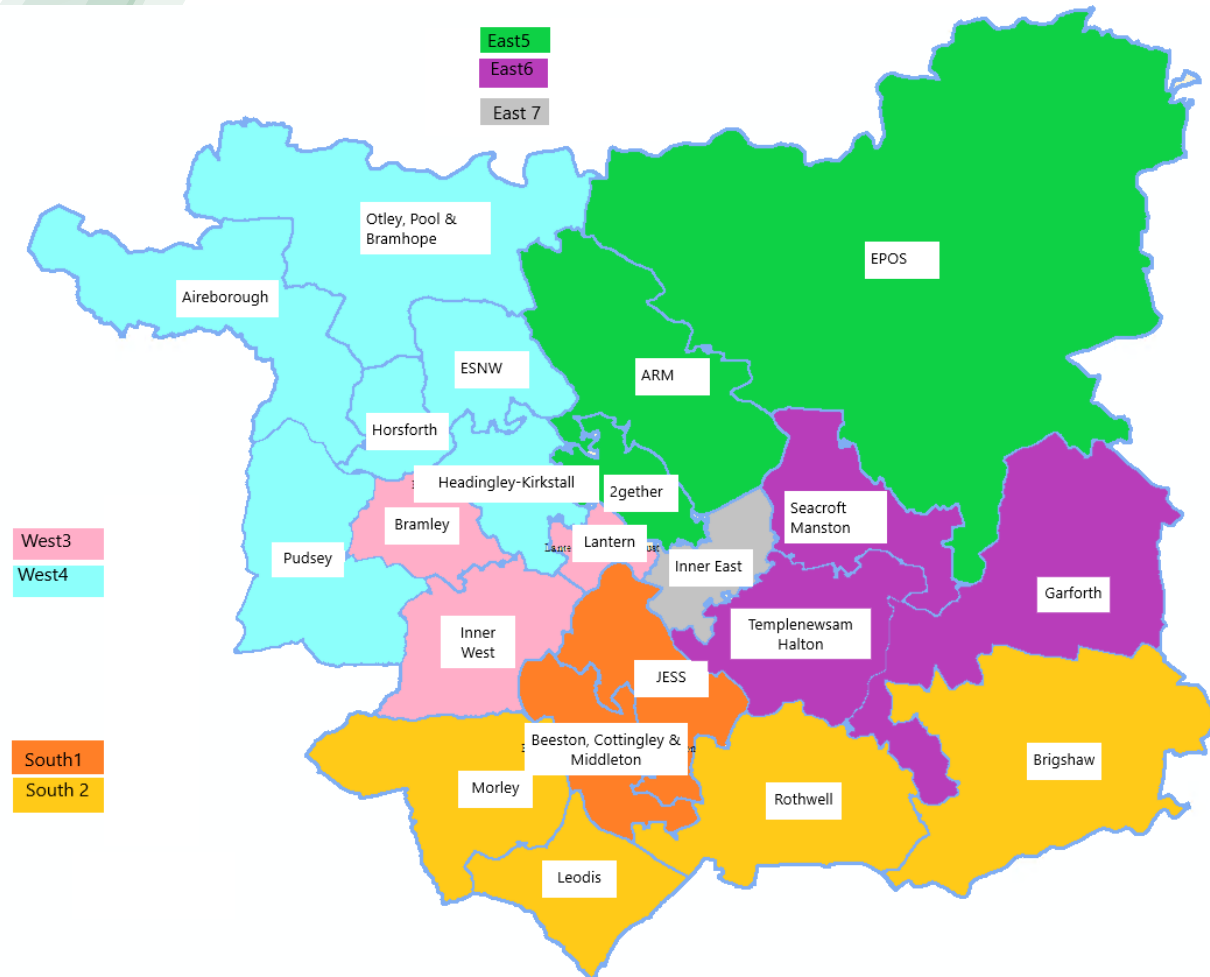 East5
East6
East 7
Otley, Pool &
Bramhope
EPOS
Aireborough
ESNW
ARM
Horsforth
Headingley-Kirkstall
2gether
Seacroft
Manston
Bramley
Lantern
West3
Pudsey
Inner East
West4
Garforth
Inner
West
Templenewsam
Halton
JESS
Beeston, Cottingley &
Middleton
South1
Brigshaw
South 2
Morley
Rothwell
Leodis